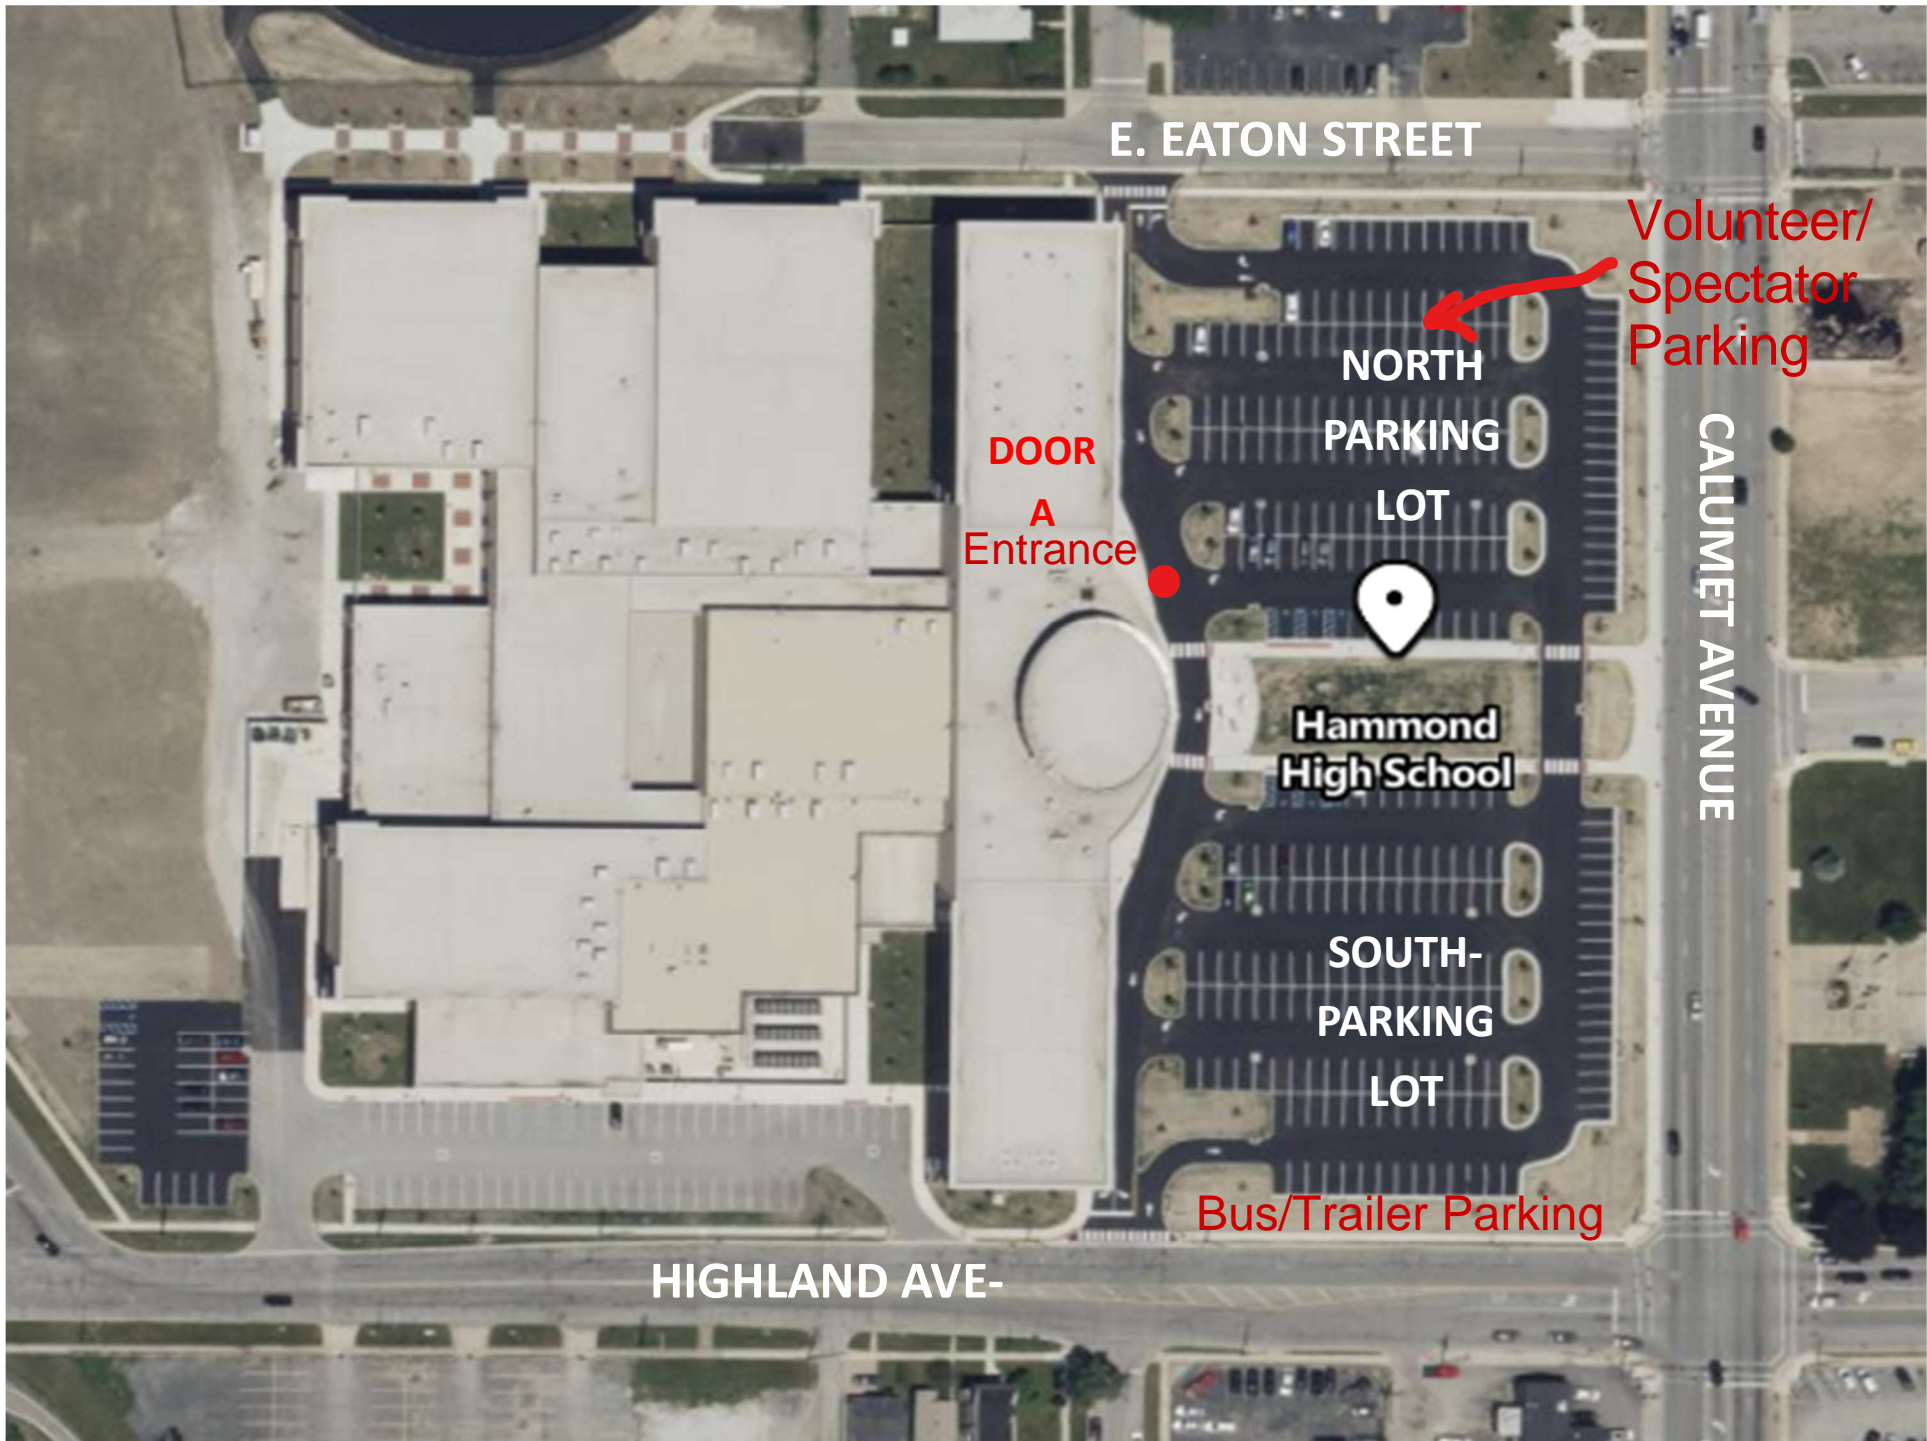 E. EATON STREET
Volunteer/
Spectator
Parking
NORTH
PARKING
LOT
DOOR
A
Entrance
CALUMET AVENUE
Hammond
High School
SOUTH-
PARKING
LOT
Bus/Trailer Parking
HIGHLAND AVE-